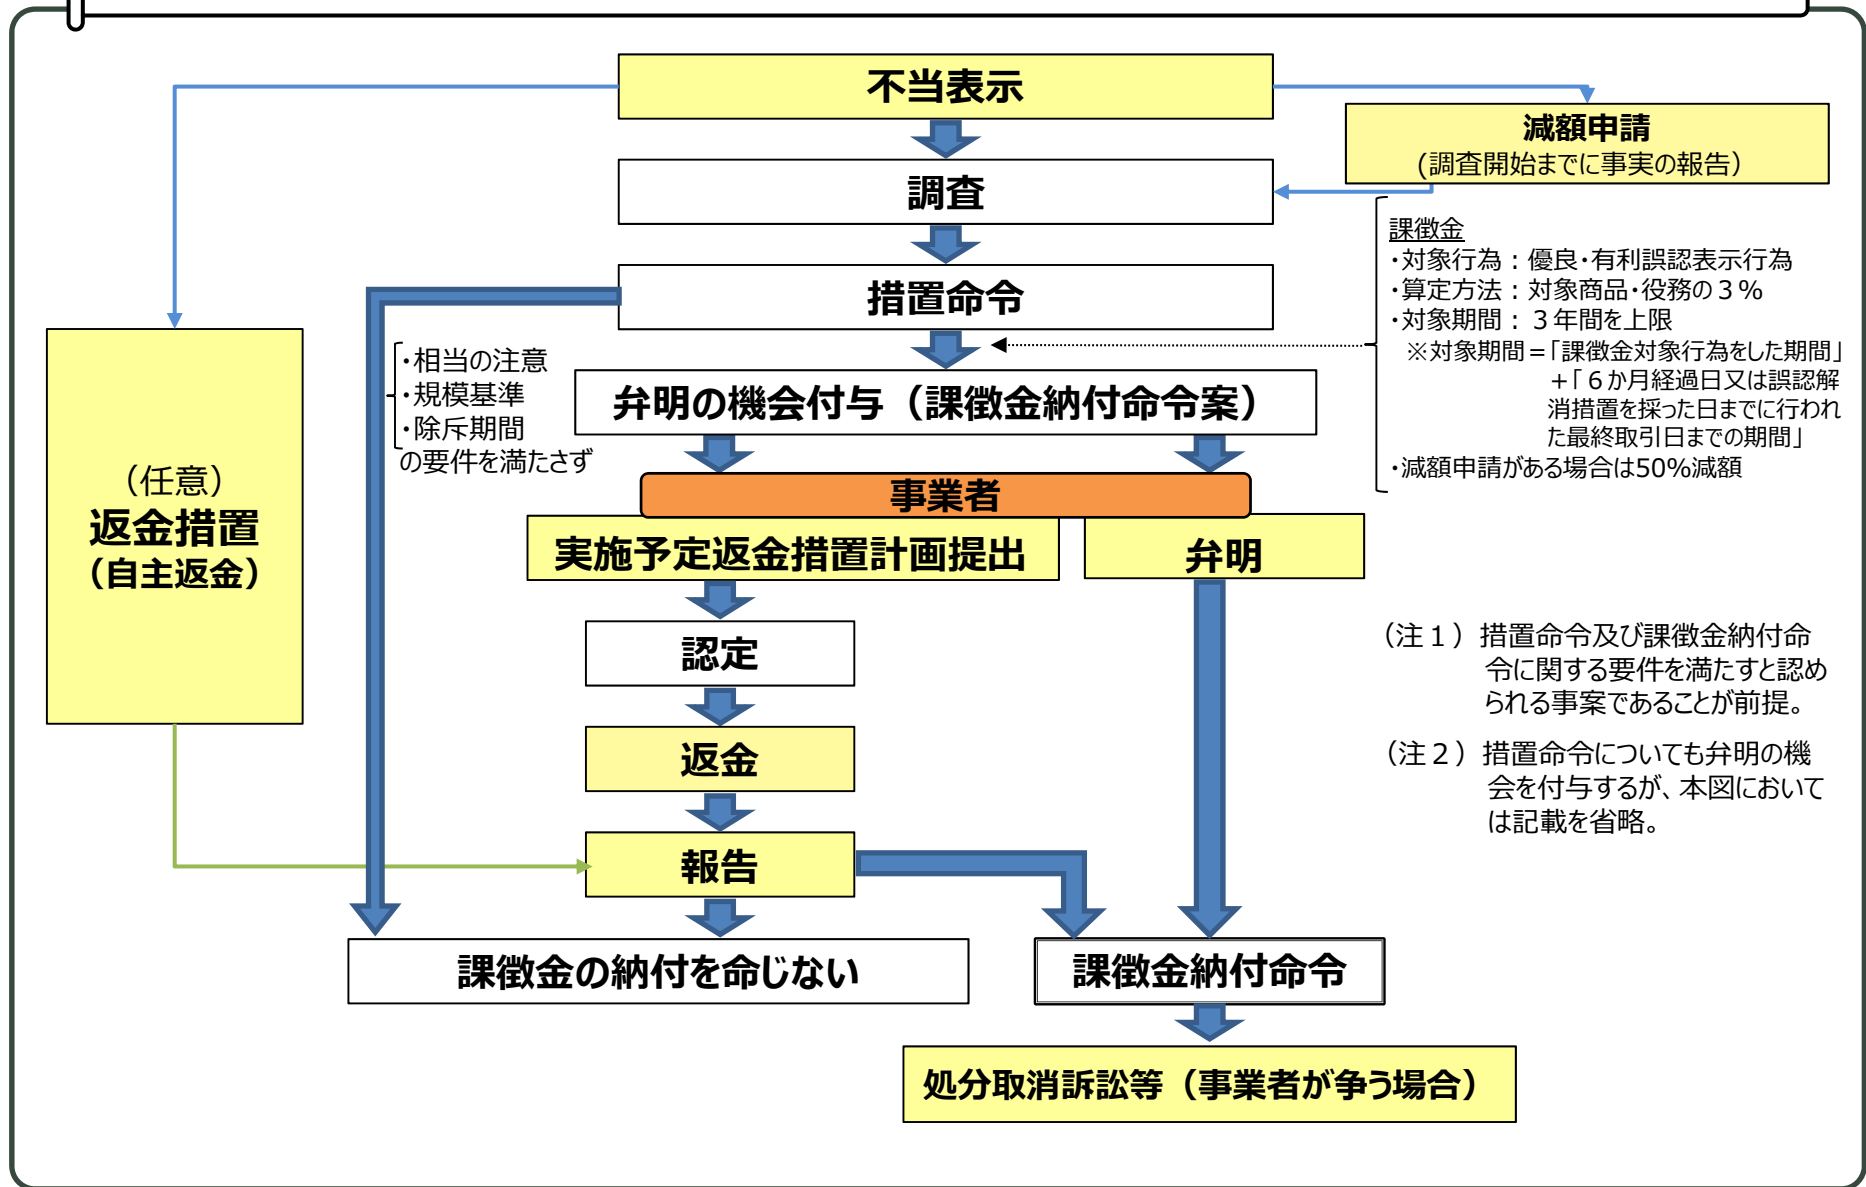 不当表示
減額申請
(調査開始までに事実の報告)
調査
課徴金
・対象行為：優良・有利誤認表示行為
・算定方法：対象商品・役務の３％
・対象期間：３年間を上限
※対象期間＝「課徴金対象行為をした期間」
＋「６か月経過日又は誤認解
消措置を採った日までに行われ
た最終取引日までの期間」
・減額申請がある場合は50%減額
措置命令
・相当の注意
・規模基準
・除斥期間
の要件を満たさず
弁明の機会付与（課徴金納付命令案）
（任意）
返金措置
（自主返金）
事業者
実施予定返金措置計画提出
弁明
認定
返金
報告
（注１）措置命令及び課徴金納付命
令に関する要件を満たすと認め
られる事案であることが前提。
（注２）措置命令についても弁明の機
会を付与するが、本図において
は記載を省略。
課徴金の納付を命じない
課徴金納付命令
処分取消訴訟等（事業者が争う場合）